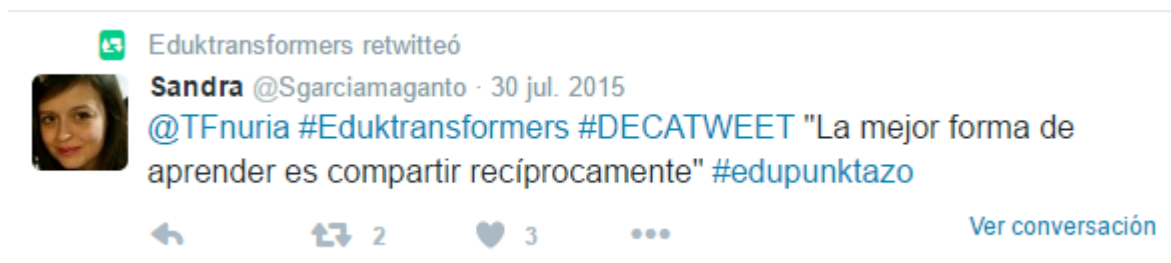 Eduktransformers retwitteó
Sandra @Sgarciamaganto · 30 jul. 2015
@TFnuria #Eduktransformers #DECATWEET "La mejor forma de
aprender es compartir recíprocamente" #edupunktazo
2 3 Ver conversación